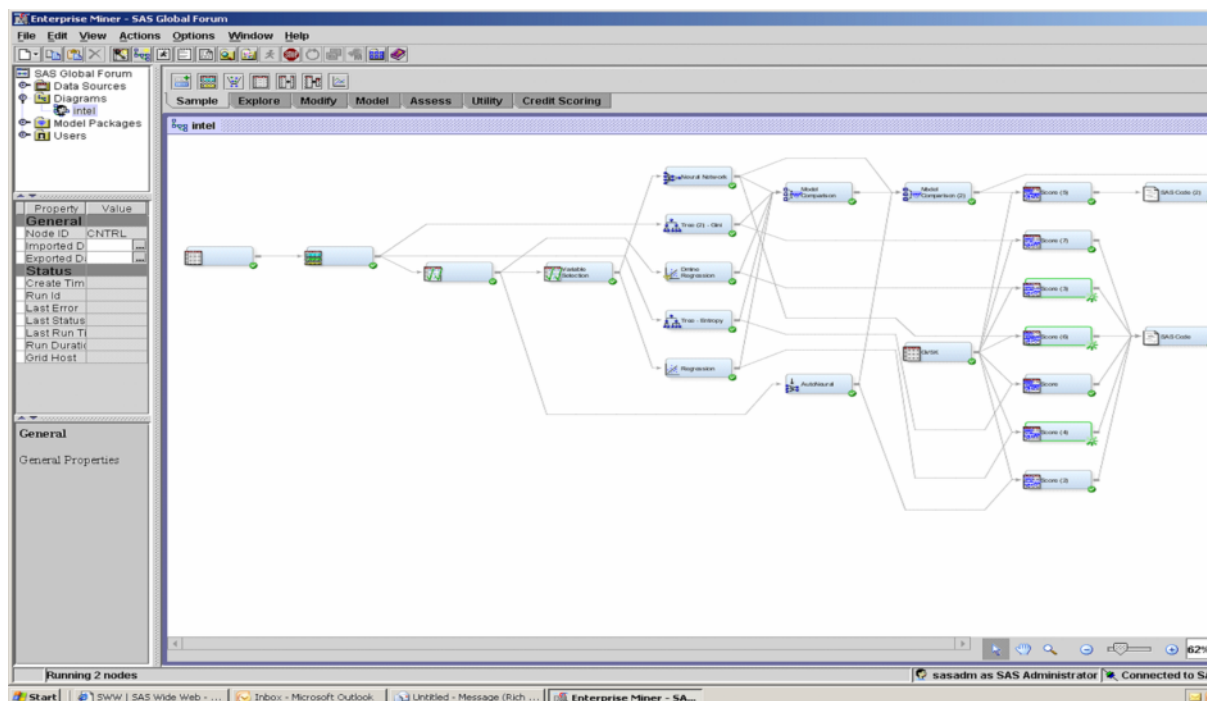 Enterprise Miner - SAS Global Forum
File Edit View Actions Options Window Help
SAS Global Forum
Data Sources
Diagrams
intel
Model Packages
Users
Sample Explore Modify Model Assess Utility Credit Scoring
intel
Property Value
General
Node ID CNTRL
Imported D
Exported D
Status
Create Tim
Run Id
Last Error
Last Status
Last Run Ti
Run Duratio
Grid Host
General
General Properties
Neural Network
Tree (2) - Gini
Regression
Tree - Entropy
Regression
Variable
Selection
Model
Comparison
Model
Comparison (2)
AutoNeural
Score (5)
Score (7)
Score (3)
Score (6)
Score
Score (4)
Score (2)
SAS Code (2)
SAS Code
62%
Running 2 nodes
sasadm as SAS Administrator Connected to SA
Start SWW | SAS Wide Web - ... Inbox - Microsoft Outlook Untitled - Message (Rich ... Enterprise Miner - SA...